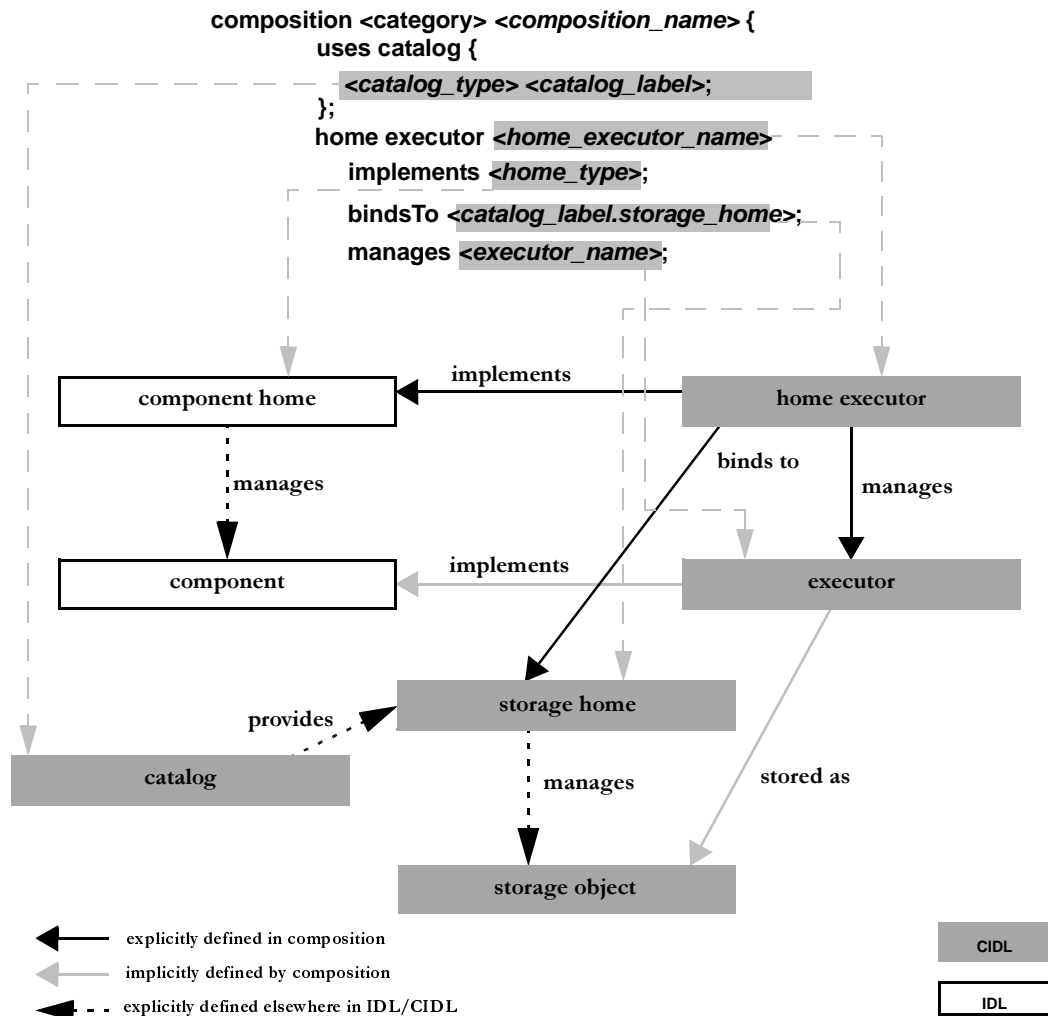 composition <category> <composition_name> {
uses catalog {
<catalog_type> <catalog_label>;
};
home executor <home_executor_name>
implements <home_type>;
bindsTo <catalog_label.storage_home>;
manages <executor_name>;
implements
component home
home executor
binds to
manages
manages
implements
component
executor
storage home
provides
catalog
manages
stored as
storage object
explicitly defined in composition
CIDL
implicitly defined by composition
explicitly defined elsewhere in IDL/CIDL
IDL